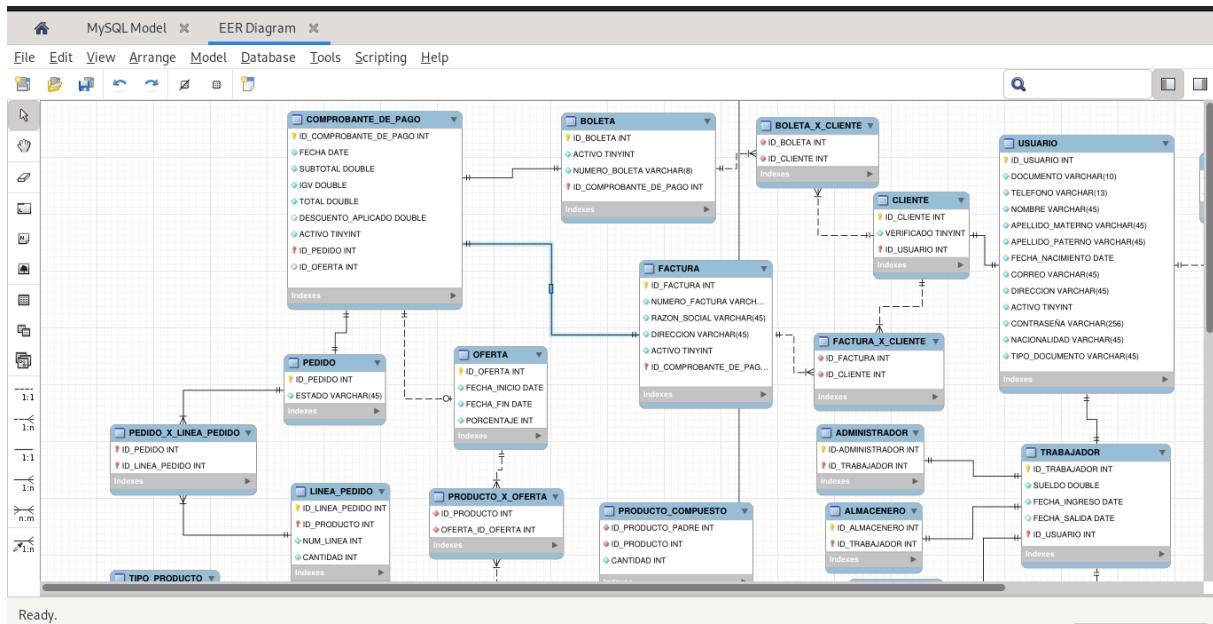 MySQL Model
EER Diagram
File Edit View Arrange Model Database Tools Scripting Help
COMPROBANTE_DE_PAGO
ID_COMPROBANTE_DE_PAGO INT
FECHA DATE
SUBTOTAL DOUBLE
IGV DOUBLE
TOTAL DOUBLE
DESCUENTO_APLICADO DOUBLE
ACTIVO TINYINT
ID_PEDIDO INT
ID_OFERTA INT
Indexes
BOLETA
ID_BOLETA INT
ACTIVO TINYINT
NUMERO_BOLETA VARCHAR(8)
ID_COMPROBANTE_DE_PAGO INT
Indexes
BOLETA_X_CLIENTE
ID_BOLETA INT
ID_CLIENTE INT
Indexes
CLIENTE
ID_CLIENTE INT
VERIFICADO TINYINT
ID_USUARIO INT
Indexes
USUARIO
ID_USUARIO INT
DOCUMENTO VARCHAR(10)
TELEFONO VARCHAR(13)
NOMBRE VARCHAR(45)
APELLIDO_MATERNO VARCHAR(45)
APELLIDO_PATERNO VARCHAR(45)
FECHA_NACIMIENTO DATE
CORREO VARCHAR(45)
DIRECCION VARCHAR(45)
ACTIVO TINYINT
CONTRASEÑA VARCHAR(256)
NACIONALIDAD VARCHAR(45)
TIPO_DOCUMENTO VARCHAR(45)
Indexes
FACTURA
ID_FACTURA INT
NUMERO_FACTURA VARCH...
RAZON_SOCIAL VARCHAR(45)
DIRECCION VARCHAR(45)
ACTIVO TINYINT
ID_COMPROBANTE_DE_PAG...
Indexes
FACTURA_X_CLIENTE
ID_FACTURA INT
ID_CLIENTE INT
Indexes
PEDIDO
ID_PEDIDO INT
ESTADO VARCHAR(45)
Indexes
OFERTA
ID_OFERTA INT
FECHA_INICIO DATE
FECHA_FIN DATE
PORCENTAJE INT
Indexes
PEDIDO_X_LINEA_PEDIDO
ID_PEDIDO INT
ID_LINEA_PEDIDO INT
Indexes
LINEA_PEDIDO
ID_LINEA_PEDIDO INT
ID_PRODUCTO INT
NUM_LINEA INT
CANTIDAD INT
Indexes
PRODUCTO_X_OFERTA
ID_PRODUCTO INT
OFERTA_ID_OFERTA INT
Indexes
PRODUCTO_COMPUESTO
ID_PRODUCTO_PADRE INT
ID_PRODUCTO INT
CANTIDAD INT
Indexes
ADMINISTRADOR
ID-ADMINISTRADOR INT
ID_TRABAJADOR INT
Indexes
ALMACENERO
ID_ALMACENERO INT
ID_TRABAJADOR INT
Indexes
TRABAJADOR
ID_TRABAJADOR INT
SUELDO DOUBLE
FECHA_INGRESO DATE
FECHA_SALIDA DATE
ID_USUARIO INT
Indexes
TIPO_PRODUCTO
1:1
1:n
1:1
1:n
n:m
1:n
Ready.